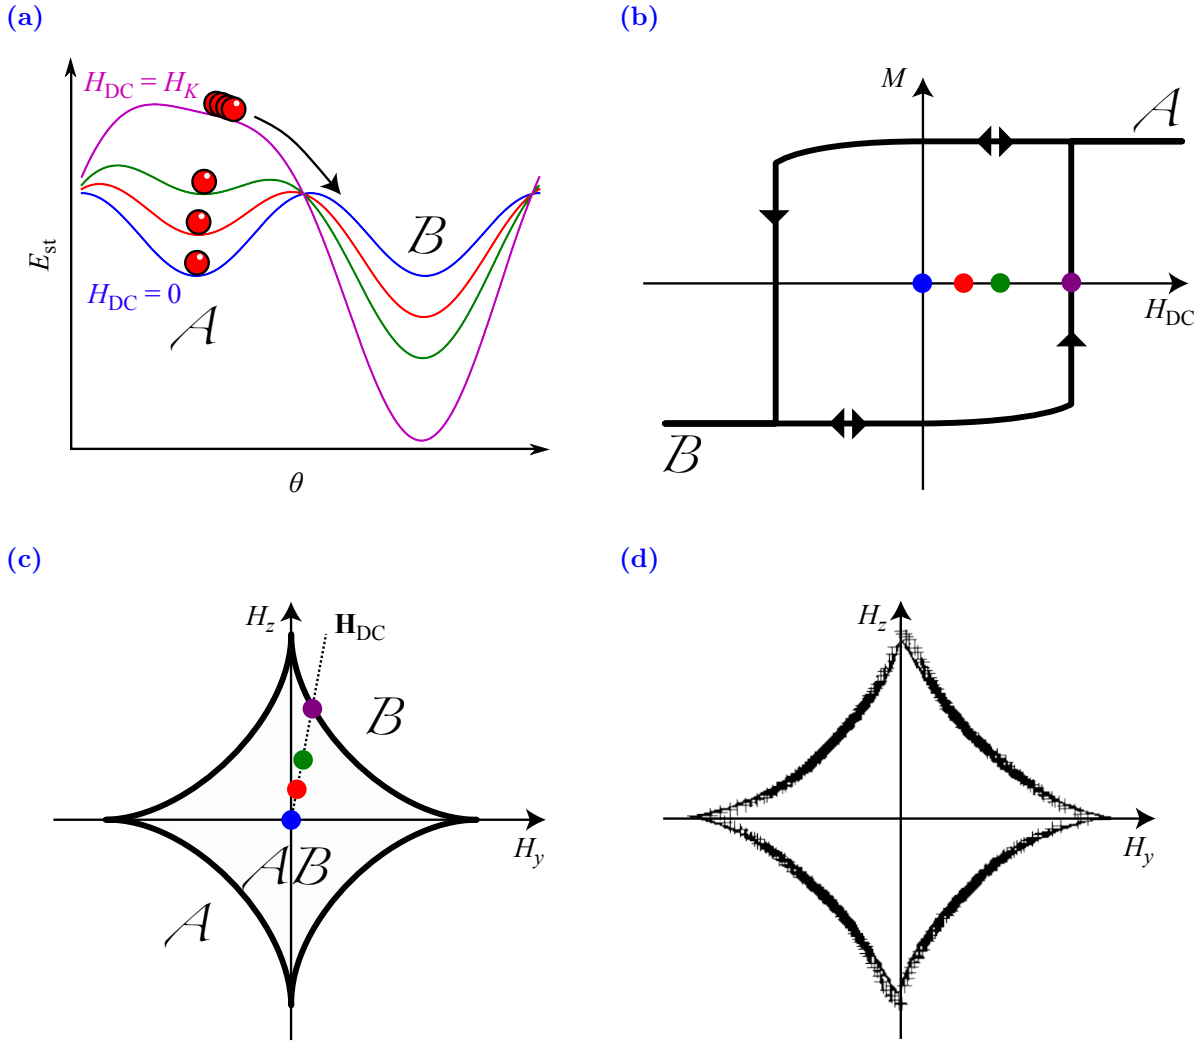 (a)
H_DC = H_K
E_st
ℬ
H_DC = 0
𝒜
θ
(b)
M
𝒜
H_DC
ℬ
(c)
H_z
H_DC
ℬ
𝒜ℬ
H_y
𝒜
(d)
H_z
H_y